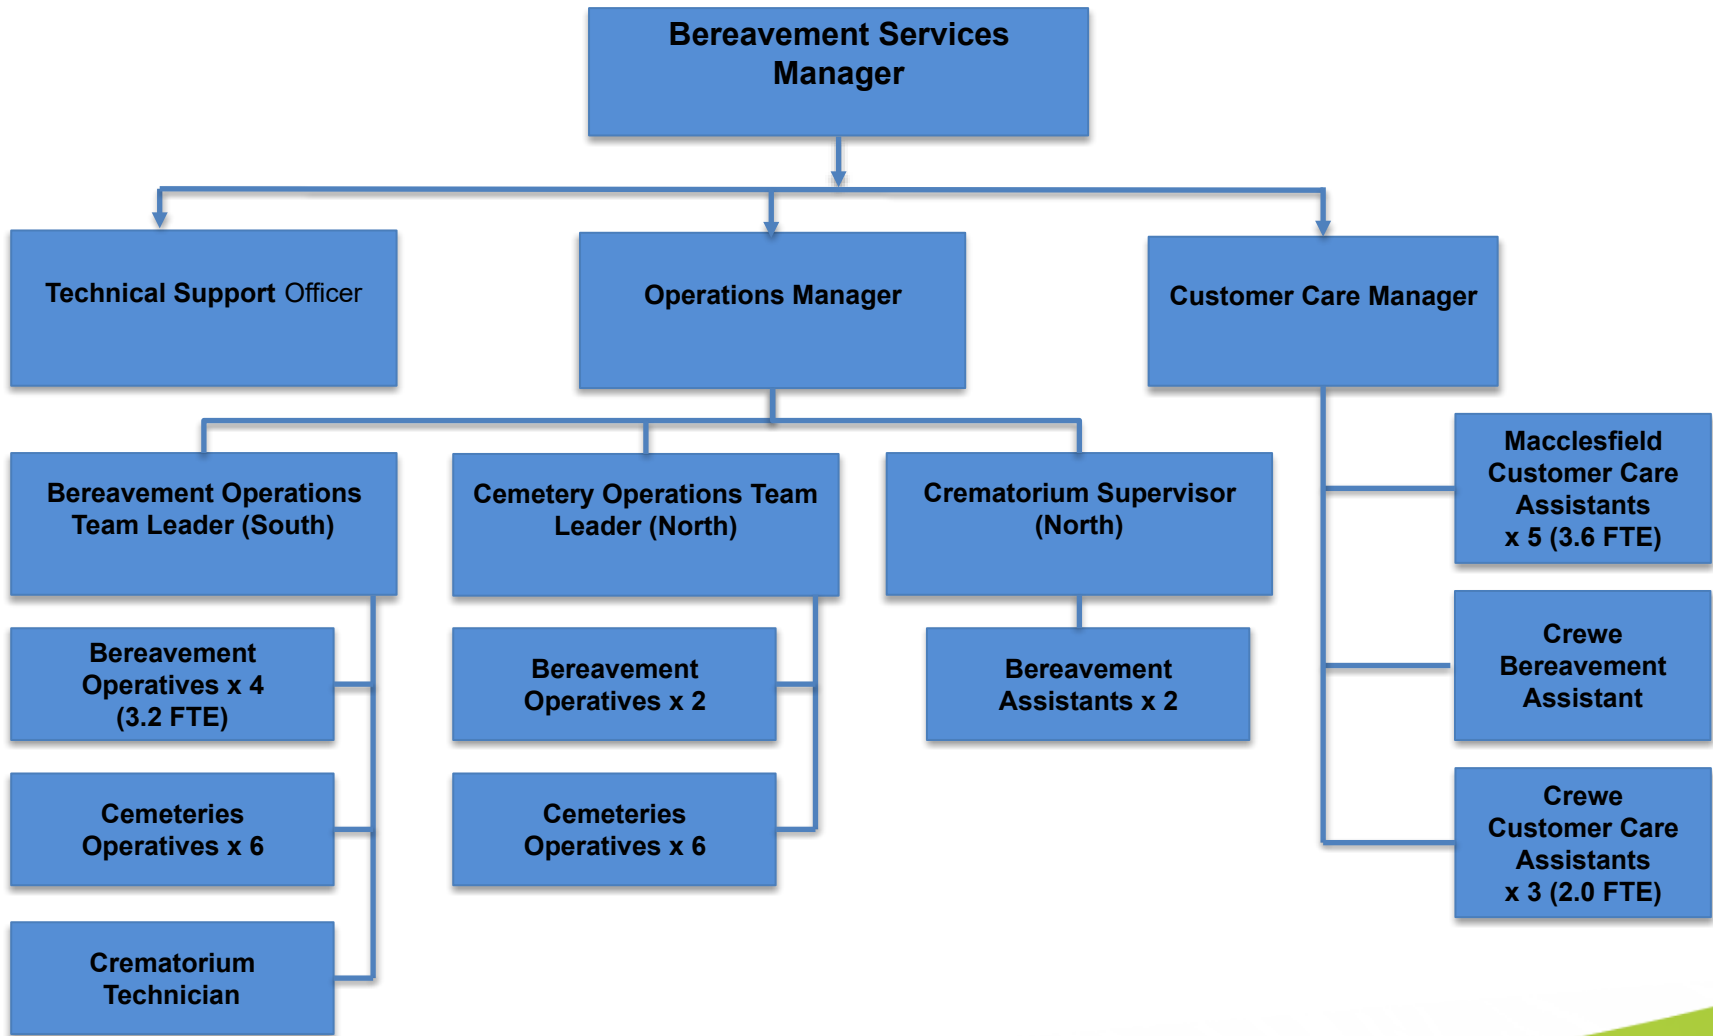 Bereavement Services
Manager
Technical Support Officer
Operations Manager
Customer Care Manager
Bereavement Operations
Team Leader (South)
Cemetery Operations Team
Leader (North)
Crematorium Supervisor
(North)
Macclesfield
Customer Care
Assistants
x 5 (3.6 FTE)
Bereavement
Operatives x 4
(3.2 FTE)
Bereavement
Operatives x 2
Bereavement
Assistants x 2
Crewe
Bereavement
Assistant
Cemeteries
Operatives x 6
Cemeteries
Operatives x 6
Crewe
Customer Care
Assistants
x 3 (2.0 FTE)
Crematorium
Technician